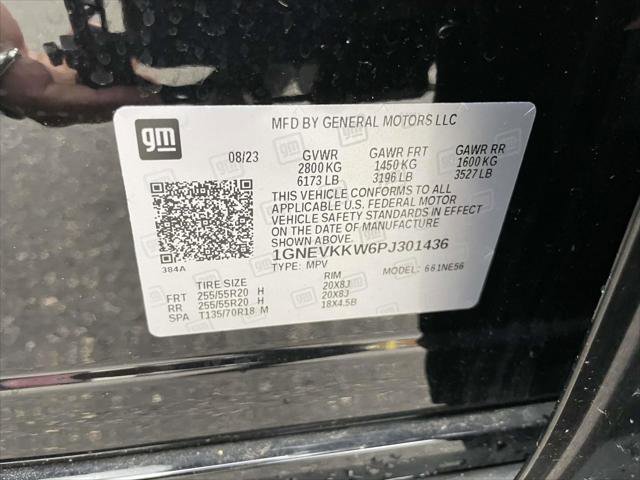 gm
MFD BY GENERAL MOTORS LLC
08/23 GVWR GAWR FRT GAWR RR
2800 KG 1450 KG 1600 KG
6173 LB 3196 LB 3527 LB
THIS VEHICLE CONFORMS TO ALL
APPLICABLE U.S. FEDERAL MOTOR
VEHICLE SAFETY STANDARDS IN EFFECT
ON THE DATE OF MANUFACTURE SHOWN ABOVE.
1GNEVKKW6PJ301436
384A TYPE: MPV MODEL: 661NE56
TIRE SIZE RIM
FRT 255/55R20 H 20X8J
RR 255/55R20 H 20X8J
SPA T135/70R18 M 18X4.5B